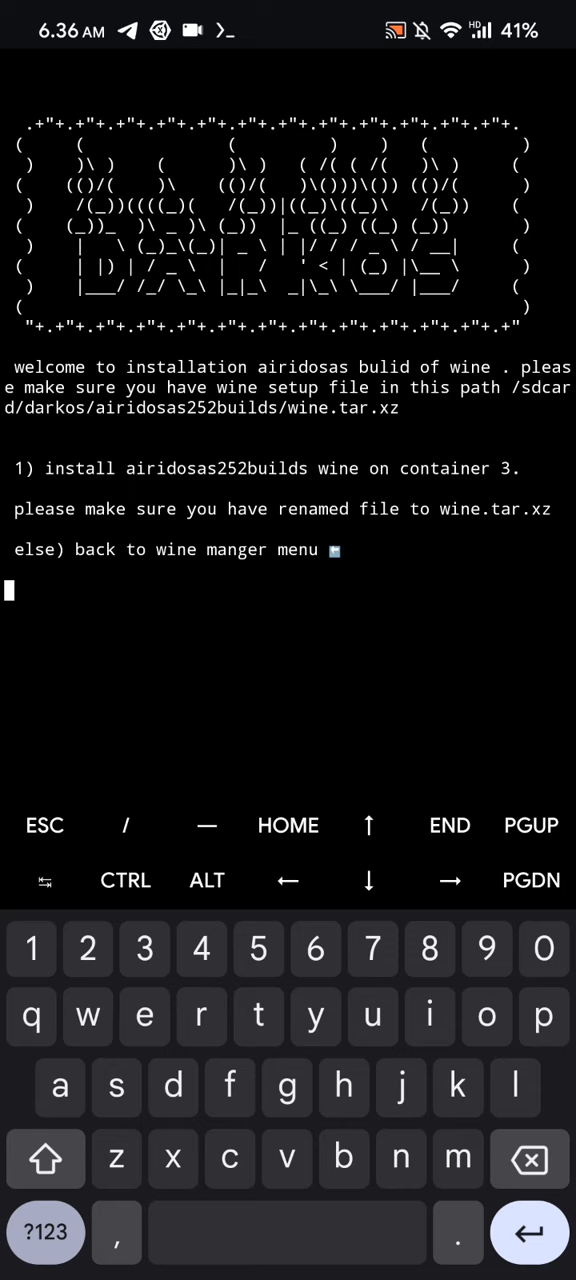 6.36 AM HD 41%
DARKOS
welcome to installation airidosas bulid of wine . pleas
e make sure you have wine setup file in this path /sdcar
d/darkos/airidosas252builds/wine.tar.xz
1) install airidosas252builds wine on container 3.
please make sure you have renamed file to wine.tar.xz
else) back to wine manger menu
ESC / — HOME ↑ END PGUP
↹ CTRL ALT ← ↓ → PGDN
1 2 3 4 5 6 7 8 9 0
q w e r t y u i o p
a s d f g h j k l
z x c v b n m
?123 , .